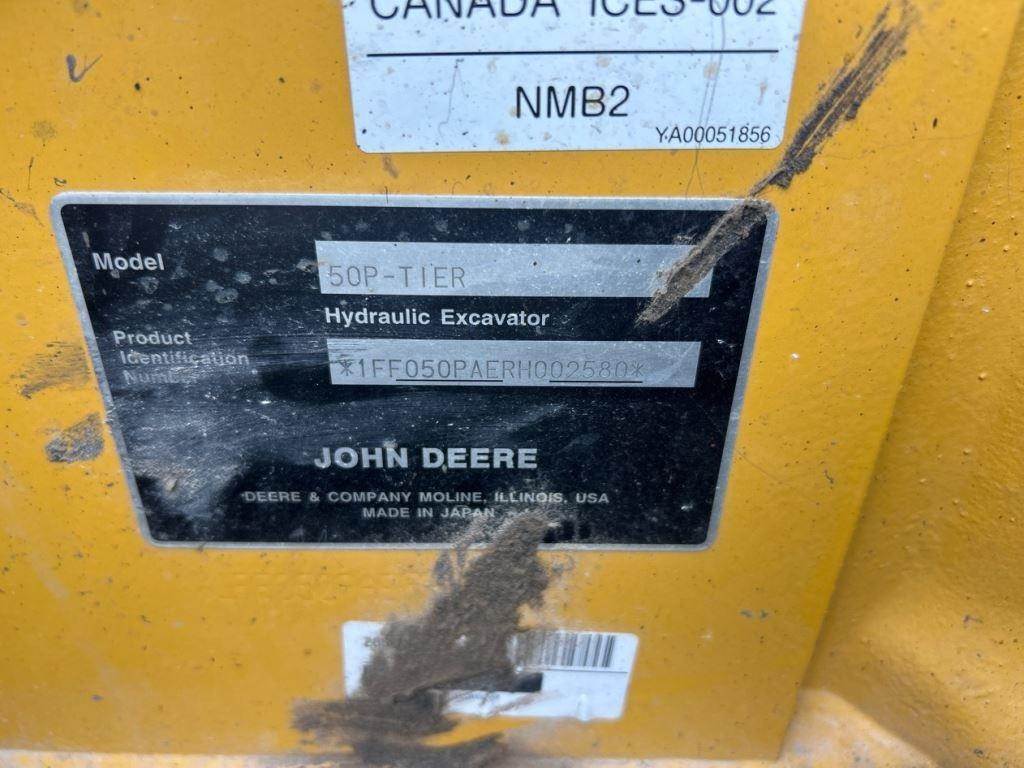 CANADA ICES-002
NMB2
YA00051856
Model
50P-TIER
Hydraulic Excavator
Product
Identification
Number
*1FF050PAERH002580*
JOHN DEERE
DEERE & COMPANY MOLINE, ILLINOIS, USA
MADE IN JAPAN